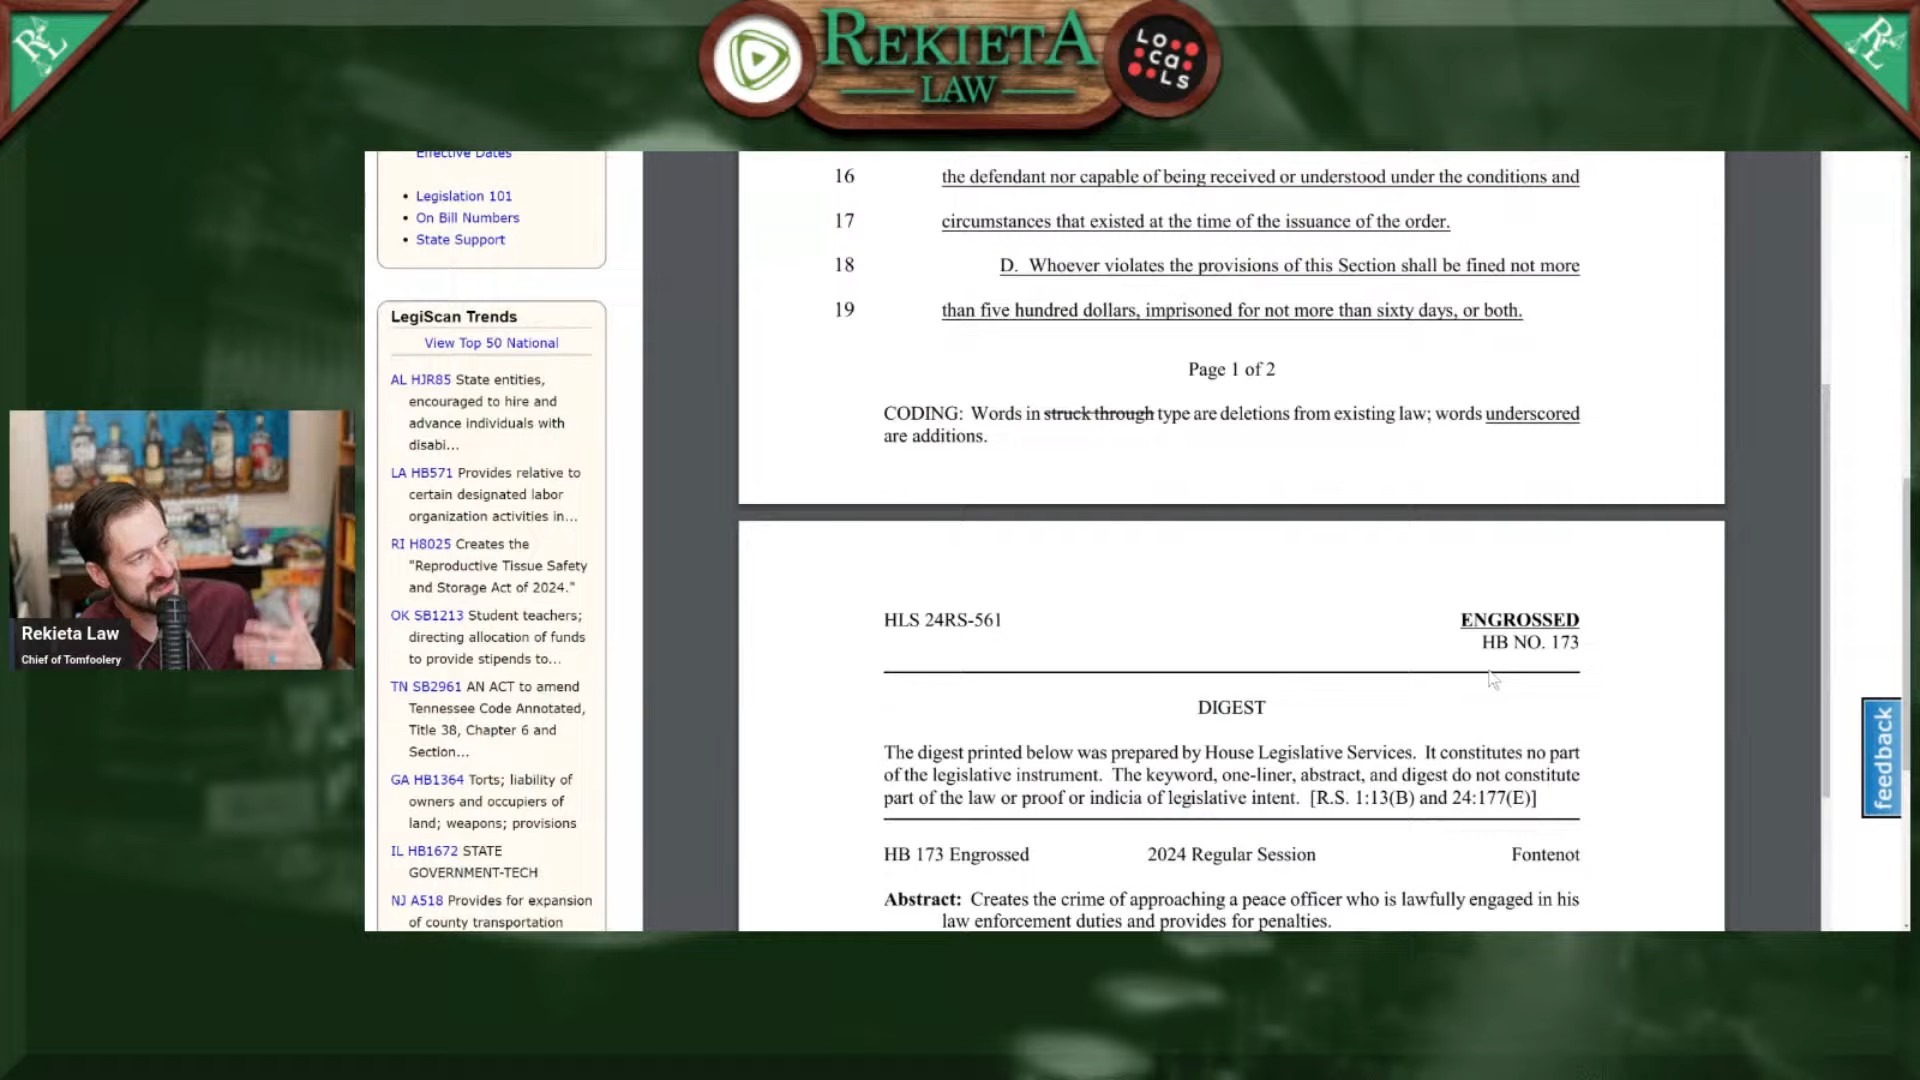 REKIETA
LAW
LOcaLS
RL
RL
Effective Dates
• Legislation 101
• On Bill Numbers
• State Support
LegiScan Trends
View Top 50 National
AL HJR85 State entities,
encouraged to hire and
advance individuals with
disabi...
LA HB571 Provides relative to
certain designated labor
organization activities in...
RI H8025 Creates the
"Reproductive Tissue Safety
and Storage Act of 2024."
OK SB1213 Student teachers;
directing allocation of funds
to provide stipends to...
TN SB2961 AN ACT to amend
Tennessee Code Annotated,
Title 38, Chapter 6 and
Section...
GA HB1364 Torts; liability of
owners and occupiers of
land; weapons; provisions
IL HB1672 STATE
GOVERNMENT-TECH
NJ A518 Provides for expansion
of county transportation
16 the defendant nor capable of being received or understood under the conditions and
17 circumstances that existed at the time of the issuance of the order.
18 D. Whoever violates the provisions of this Section shall be fined not more
19 than five hundred dollars, imprisoned for not more than sixty days, or both.
Page 1 of 2
CODING: Words in struck through type are deletions from existing law; words underscored
are additions.
HLS 24RS-561 ENGROSSED
HB NO. 173
DIGEST
The digest printed below was prepared by House Legislative Services. It constitutes no part
of the legislative instrument. The keyword, one-liner, abstract, and digest do not constitute
part of the law or proof or indicia of legislative intent. [R.S. 1:13(B) and 24:177(E)]
HB 173 Engrossed 2024 Regular Session Fontenot
Abstract: Creates the crime of approaching a peace officer who is lawfully engaged in his
law enforcement duties and provides for penalties.
feedback
Rekieta Law
Chief of Tomfoolery